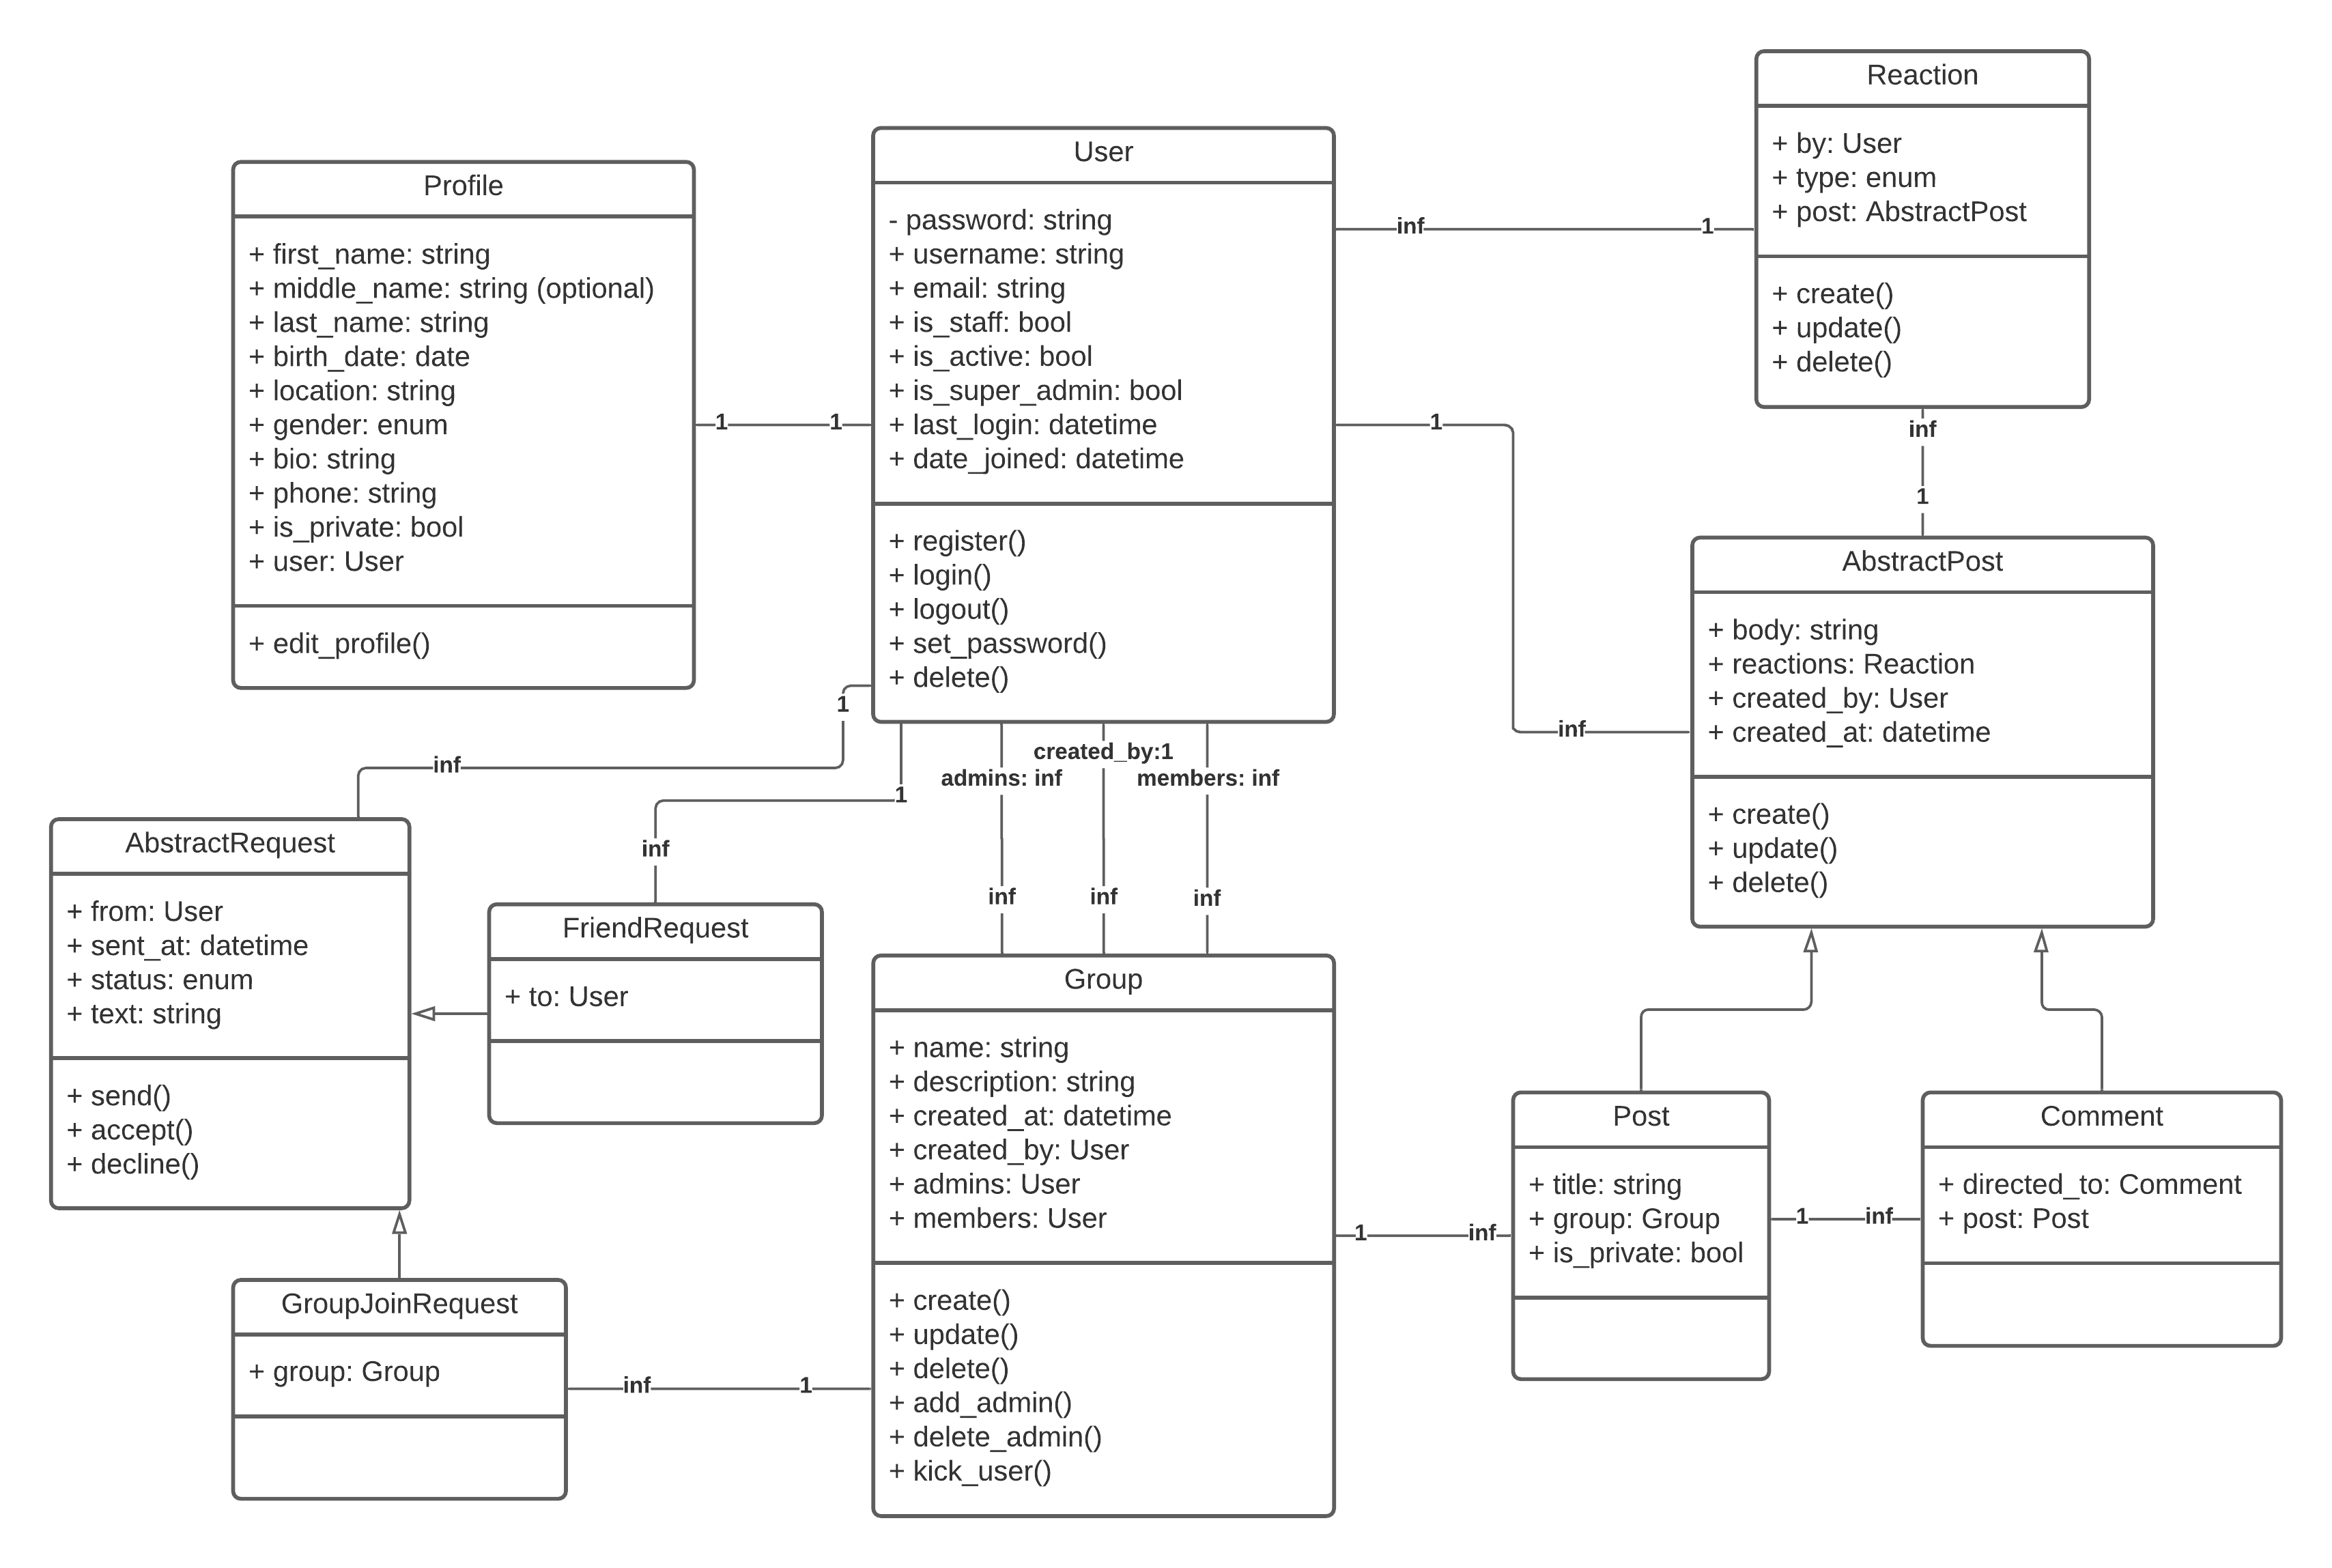 Profile
+ first_name: string
+ middle_name: string (optional)
+ last_name: string
+ birth_date: date
+ location: string
+ gender: enum
+ bio: string
+ phone: string
+ is_private: bool
+ user: User
+ edit_profile()
1
1
User
- password: string
+ username: string
+ email: string
+ is_staff: bool
+ is_active: bool
+ is_super_admin: bool
+ last_login: datetime
+ date_joined: datetime
+ register()
+ login()
+ logout()
+ set_password()
+ delete()
inf
1
Reaction
+ by: User
+ type: enum
+ post: AbstractPost
+ create()
+ update()
+ delete()
inf
1
1
inf
AbstractPost
+ body: string
+ reactions: Reaction
+ created_by: User
+ created_at: datetime
+ create()
+ update()
+ delete()
1
inf
1
inf
admins: inf
created_by:1
members: inf
inf
inf
inf
AbstractRequest
+ from: User
+ sent_at: datetime
+ status: enum
+ text: string
+ send()
+ accept()
+ decline()
FriendRequest
+ to: User
Group
+ name: string
+ description: string
+ created_at: datetime
+ created_by: User
+ admins: User
+ members: User
+ create()
+ update()
+ delete()
+ add_admin()
+ delete_admin()
+ kick_user()
1
inf
Post
+ title: string
+ group: Group
+ is_private: bool
1
inf
Comment
+ directed_to: Comment
+ post: Post
GroupJoinRequest
+ group: Group
inf
1